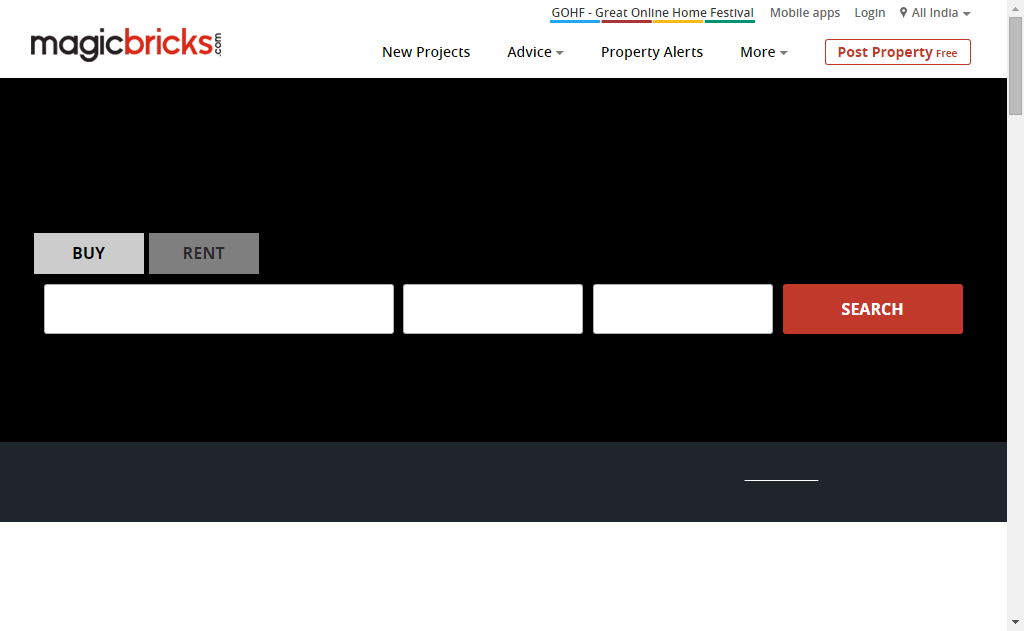 GOHF - Great Online Home Festival Mobile apps Login All India
magicbricks.com
New Projects Advice Property Alerts More Post Property Free
BUY RENT
SEARCH